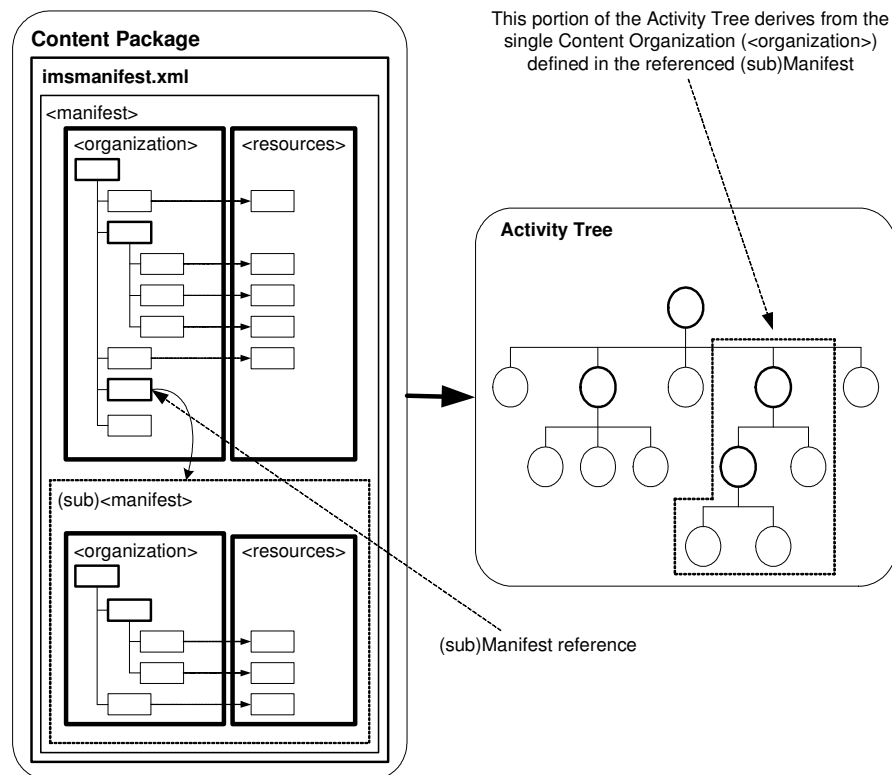 This portion of the Activity Tree derives from the
single Content Organization (<organization>)
defined in the referenced (sub)Manifest
Content Package
imsmanifest.xml
<manifest>
<organization>
<resources>
(sub)<manifest>
<organization>
<resources>
Activity Tree
(sub)Manifest reference